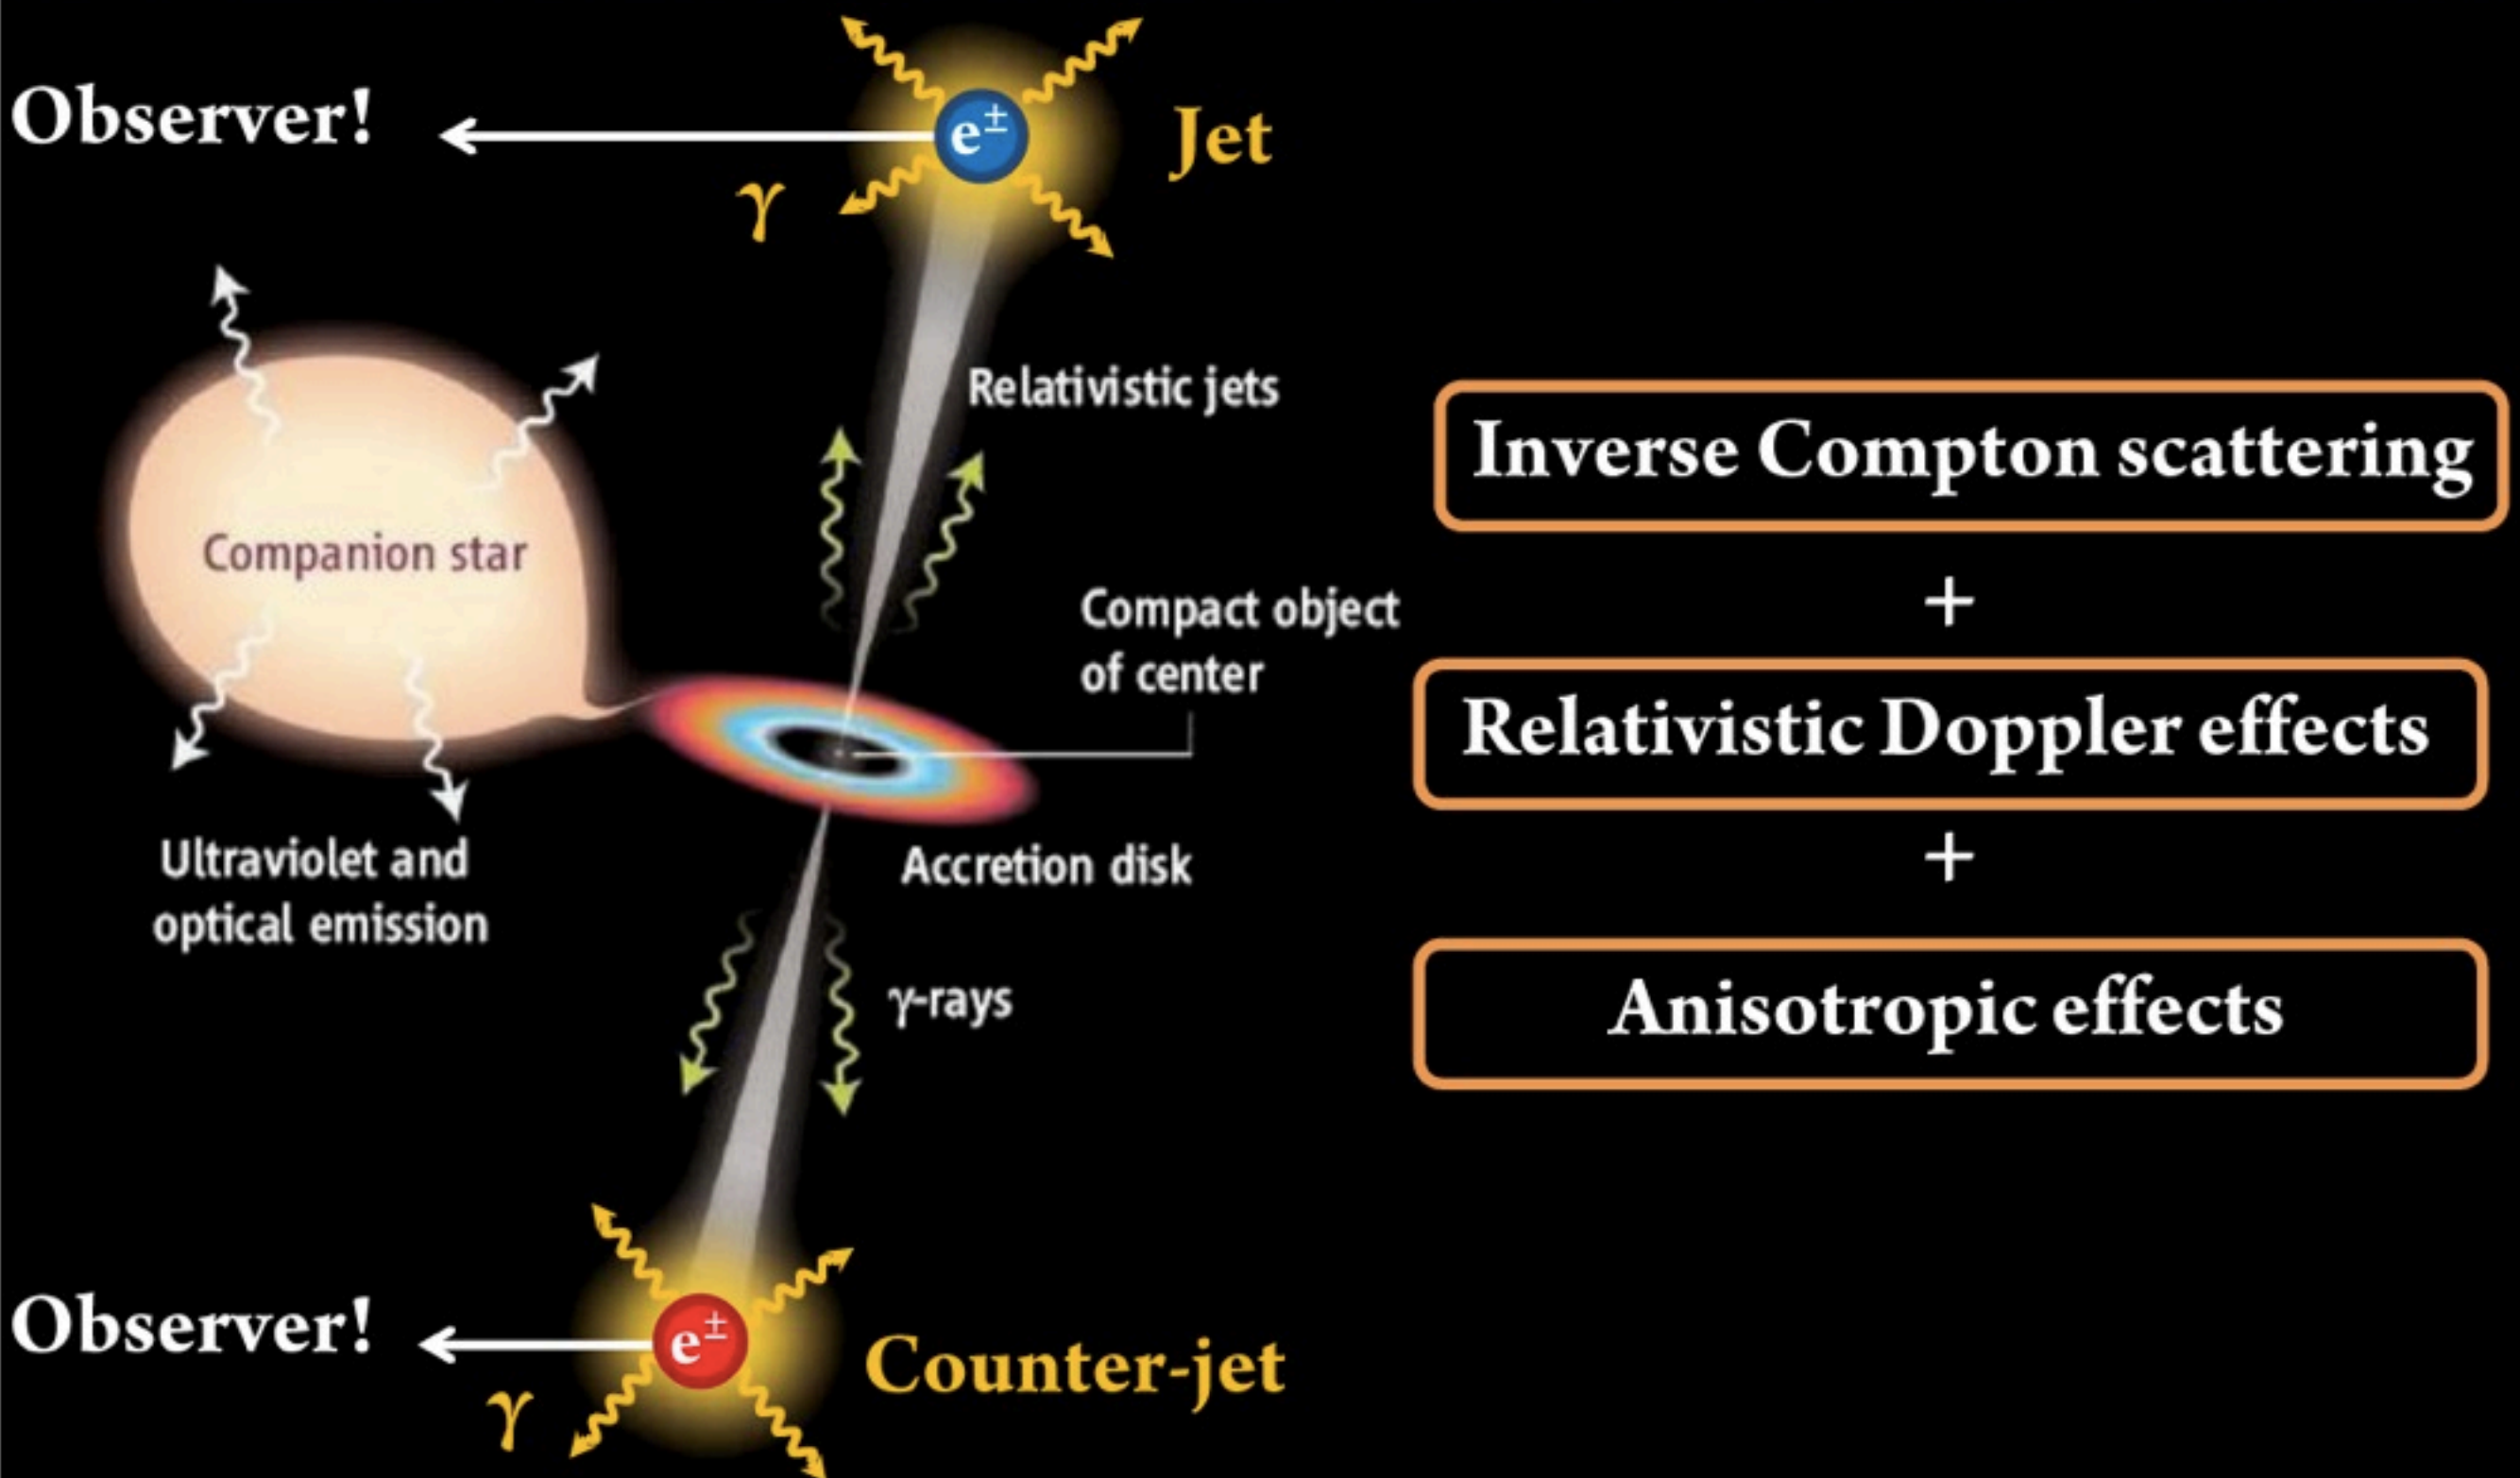 Observer!
e±
Jet
γ
Relativistic jets
Companion star
Compact object
of center
Ultraviolet and
optical emission
Accretion disk
γ-rays
Observer!
e±
γ
Counter-jet
Inverse Compton scattering
+
Relativistic Doppler effects
+
Anisotropic effects